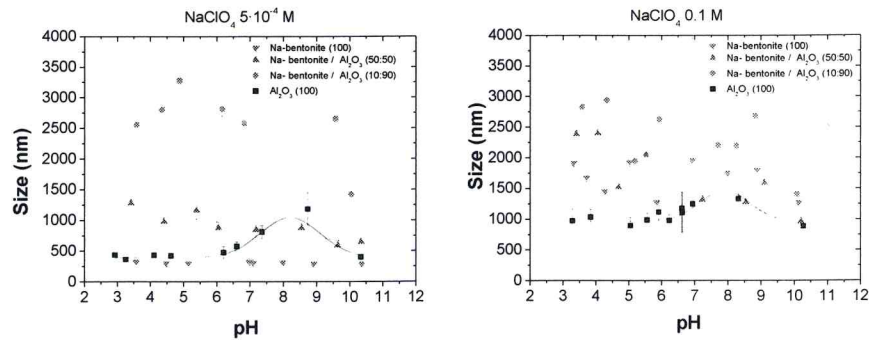 NaClO₄ 5·10⁻⁴ M
Na-bentonite (100)
Na- bentonite / Al₂O₃ (50:50)
Na- bentonite / Al₂O₃ (10:90)
Al₂O₃ (100)
Size (nm)
4000
3500
3000
2500
2000
1500
1000
500
0
2 3 4 5 6 7 8 9 10 11 12
pH
NaClO₄ 0.1 M
Na-bentonite (100)
Na- bentonite / Al₂O₃ (50:50)
Na- bentonite / Al₂O₃ (10:90)
Al₂O₃ (100)
Size (nm)
4000
3500
3000
2500
2000
1500
1000
500
0
2 3 4 5 6 7 8 9 10 11 12
pH